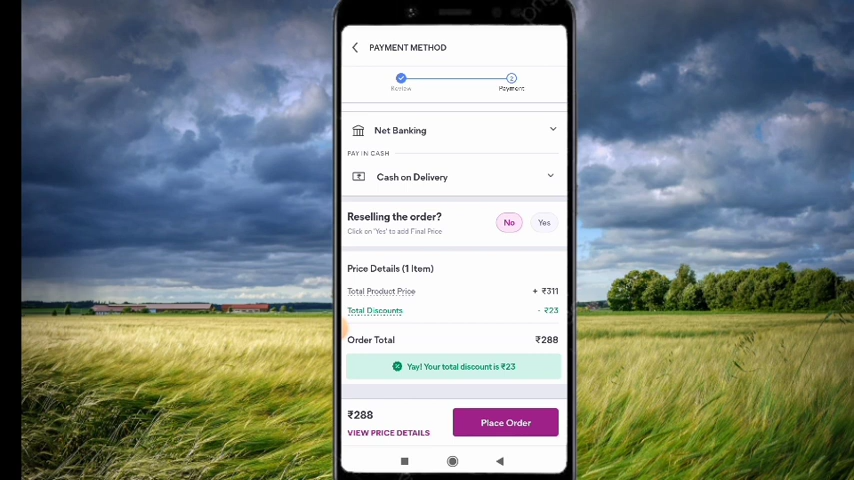 PAYMENT METHOD
2
Review
Payment
Net Banking
PAY IN CASH
Cash on Delivery
Reselling the order?
No
Yes
Click on 'Yes' to add Final Price
Price Details (1 Item)
Total Product Price
+ ₹311
Total Discounts
- ₹23
Order Total
₹288
Yay! Your total discount is ₹23
₹288
VIEW PRICE DETAILS
Place Order